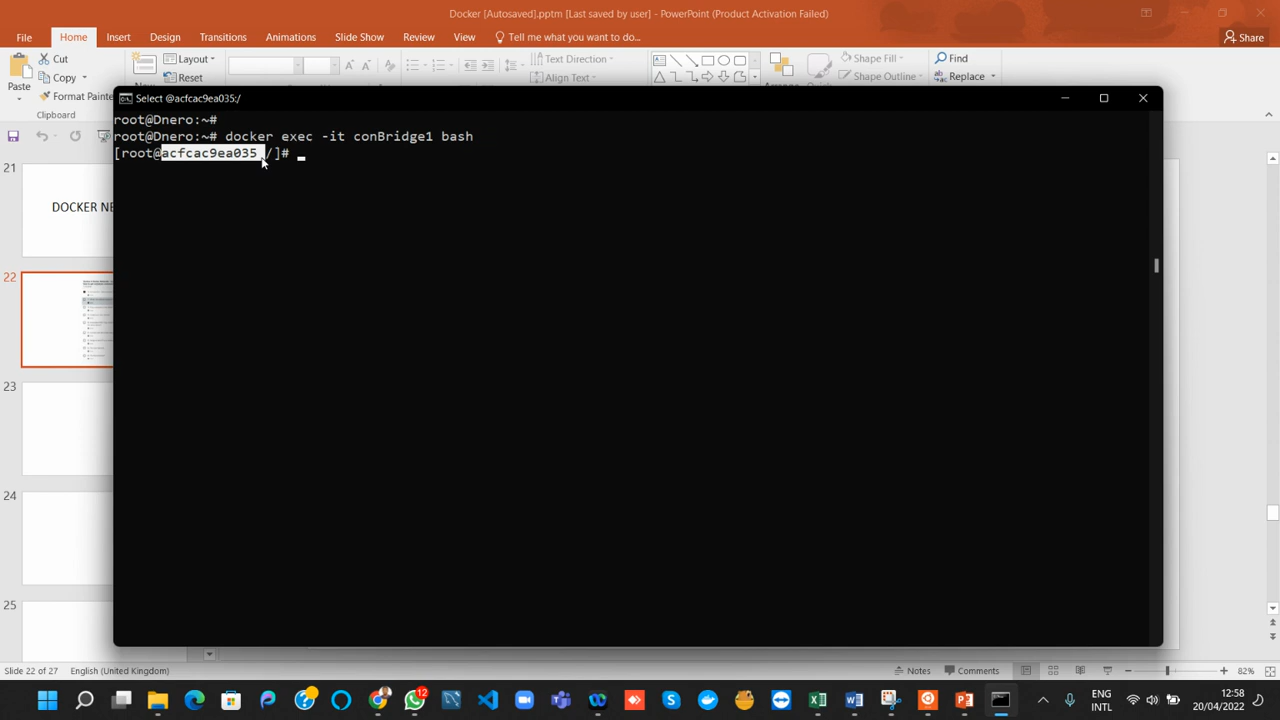 Docker [Autosaved].pptm [Last saved by user] - PowerPoint (Product Activation Failed)
File Home Insert Design Transitions Animations Slide Show Review View Tell me what you want to do... Share
Cut Layout Text Direction Shape Fill Find
Copy Reset Align Text Shape Outline Replace
Paste
Format Painte
Clipboard
Select @acfcac9ea035:/
root@Dnero:~#
root@Dnero:~# docker exec -it conBridge1 bash
[root@acfcac9ea035 /]#
21
DOCKER NE
22
23
24
25
Slide 22 of 27 English (United Kingdom) Notes Comments 82%
12
ENG
INTL
12:58
20/04/2022